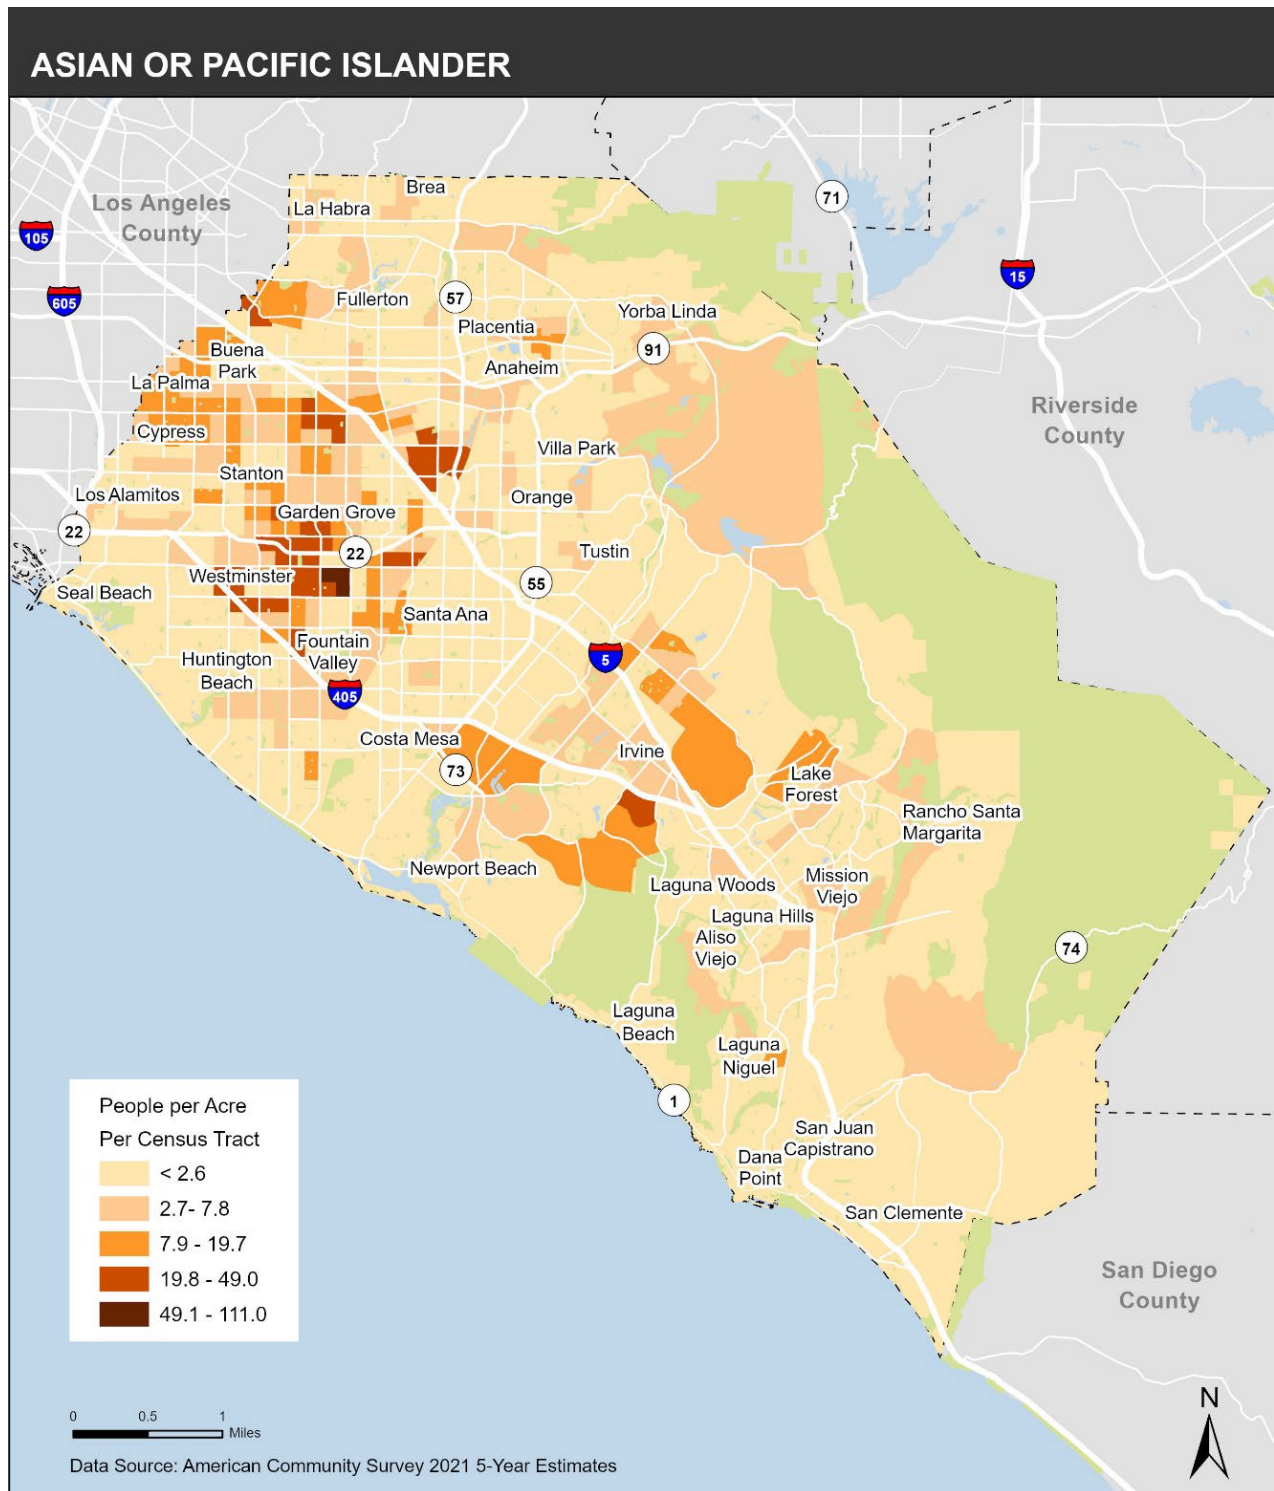 ASIAN OR PACIFIC ISLANDER
Los Angeles
County
105
605
Brea
La Habra
71
15
57
Fullerton
Placentia
Yorba Linda
91
Buena
Park
Anaheim
La Palma
Riverside
County
Cypress
Villa Park
Stanton
Los Alamitos
Orange
Garden Grove
22
22
Tustin
Westminster
55
Seal Beach
Santa Ana
Fountain
Valley
5
Huntington
Beach
405
Costa Mesa
Irvine
73
Lake
Forest
Rancho Santa
Margarita
Newport Beach
Laguna Woods
Mission
Viejo
Laguna Hills
Aliso
Viejo
74
Laguna
Beach
Laguna
Niguel
1
San Juan
Capistrano
Dana
Point
San Clemente
San Diego
County
People per Acre
Per Census Tract
< 2.6
2.7- 7.8
7.9 - 19.7
19.8 - 49.0
49.1 - 111.0
N
0 0.5 1
Miles
Data Source: American Community Survey 2021 5-Year Estimates